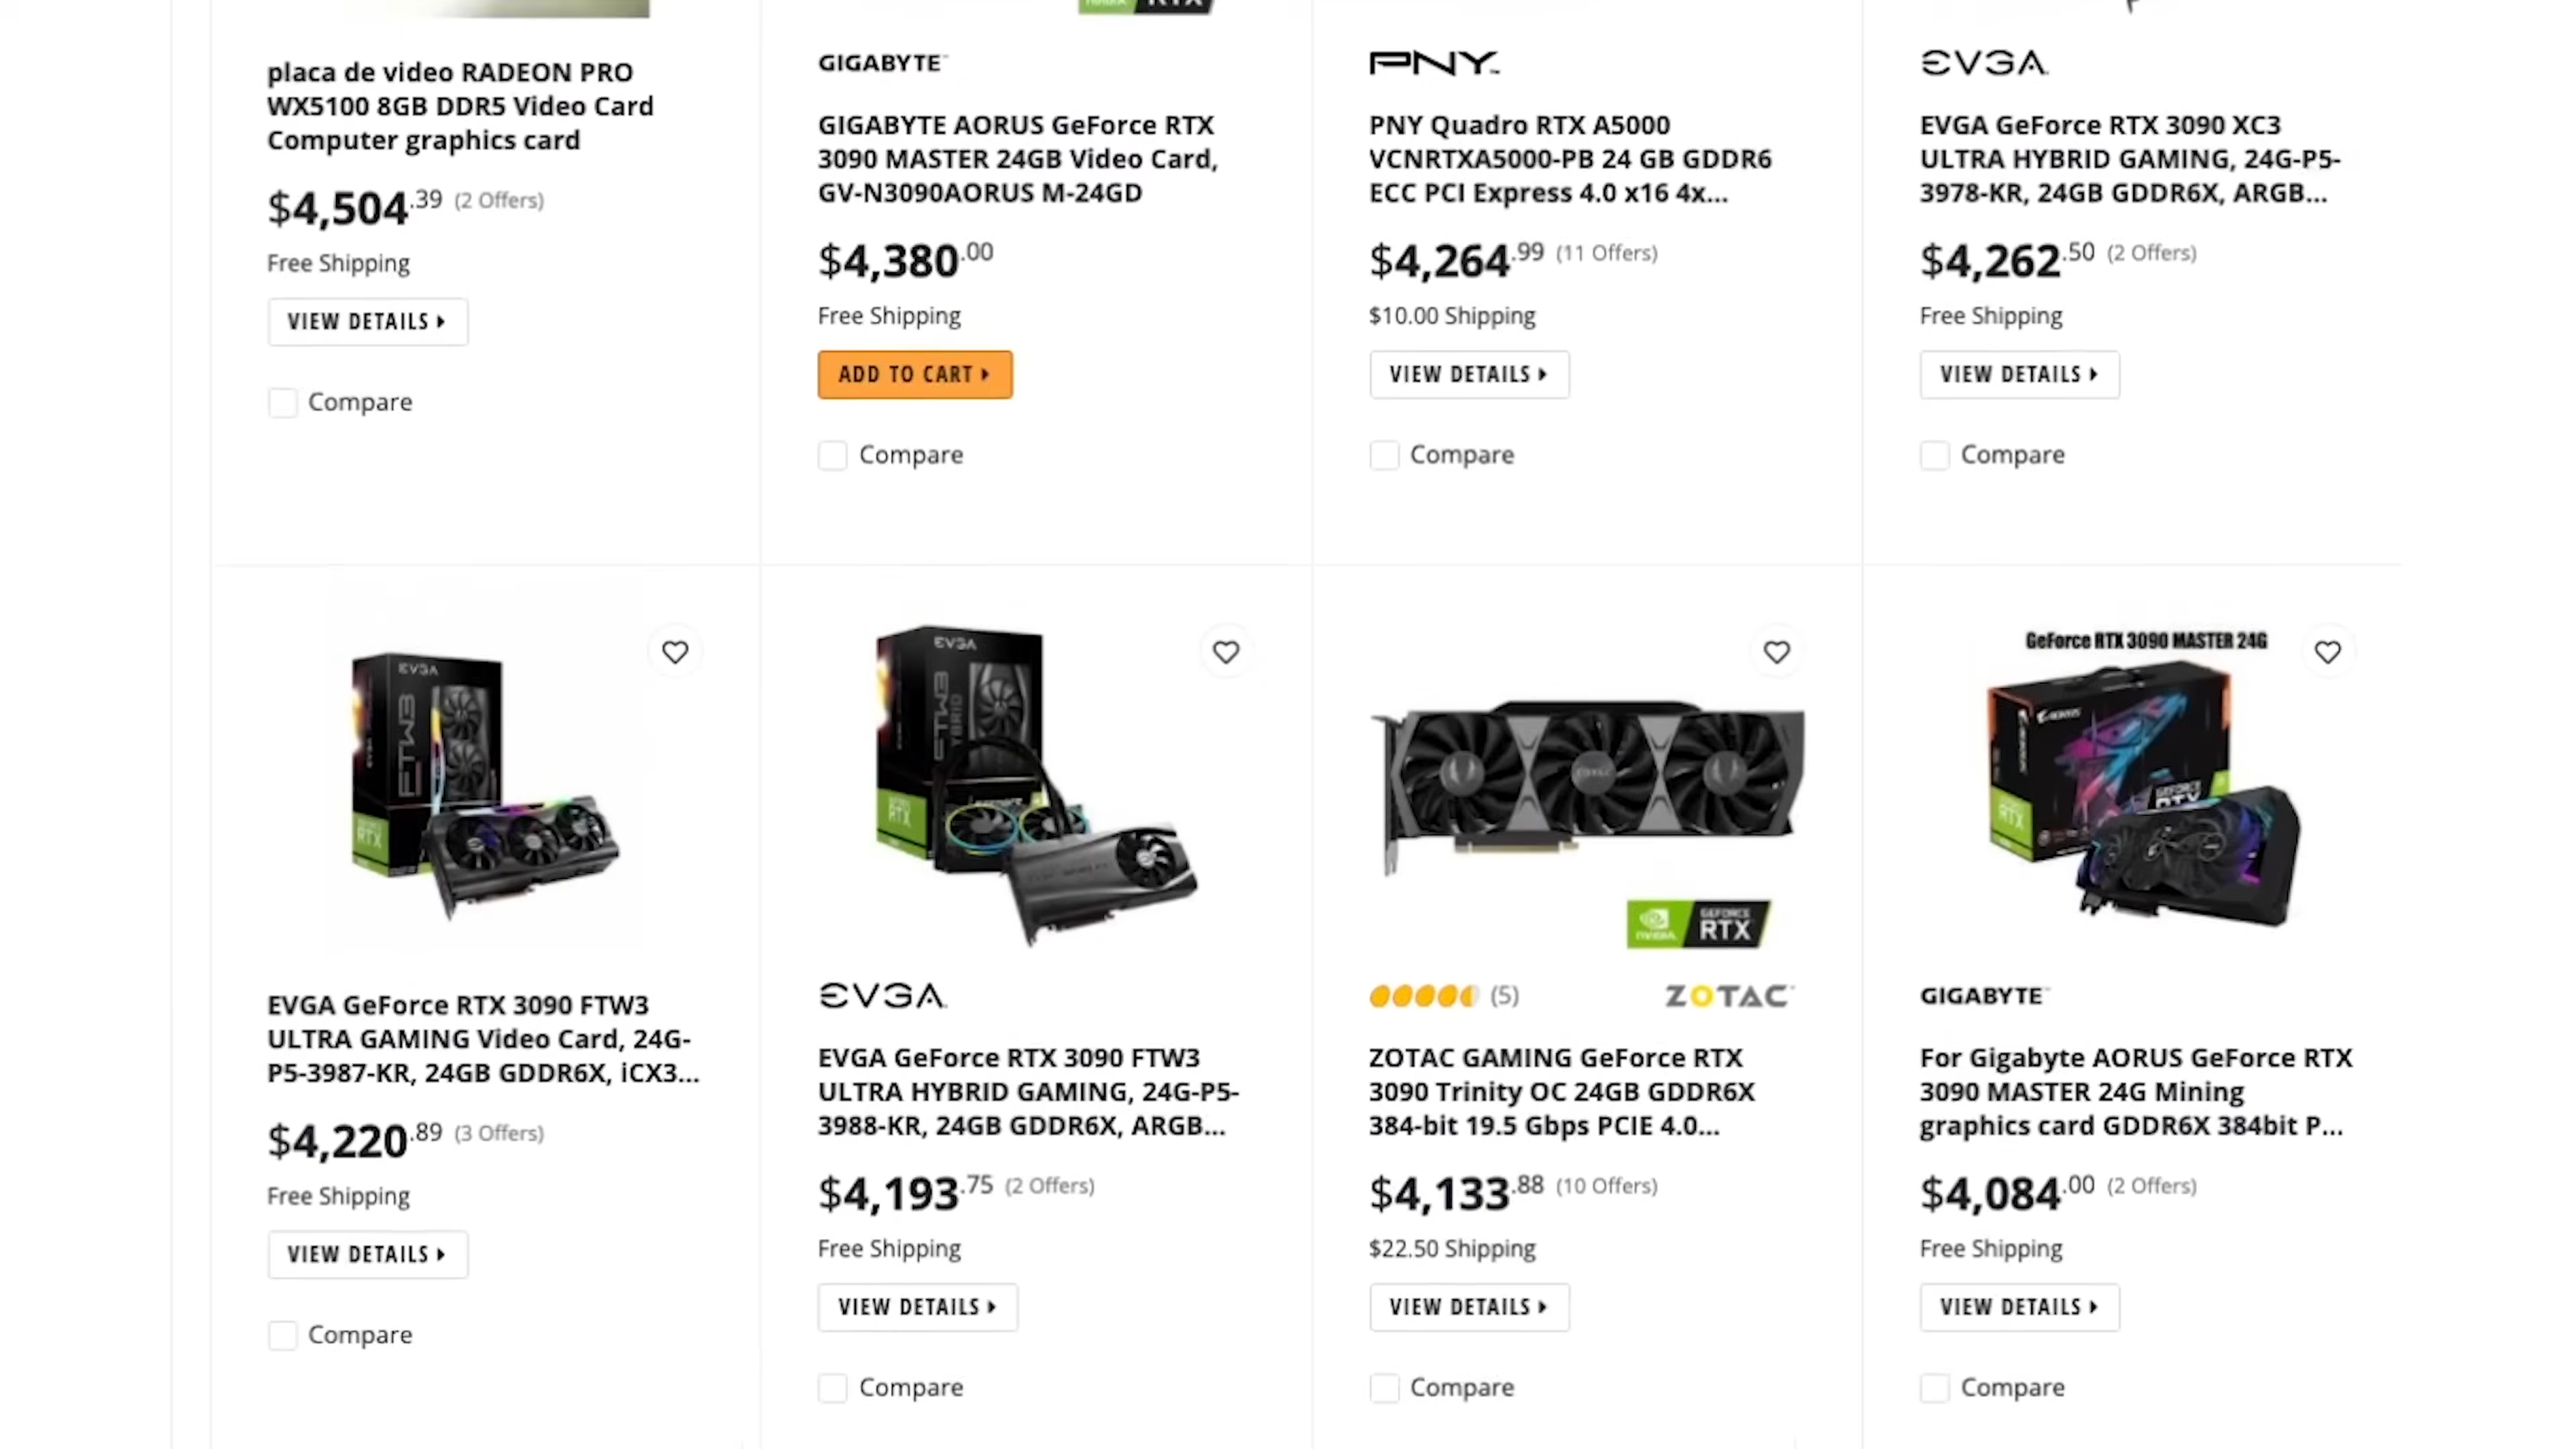 placa de video RADEON PRO
WX5100 8GB DDR5 Video Card
Computer graphics card
$4,504.39 (2 Offers)
Free Shipping
VIEW DETAILS
Compare
GIGABYTE
GIGABYTE AORUS GeForce RTX
3090 MASTER 24GB Video Card,
GV-N3090AORUS M-24GD
$4,380.00
Free Shipping
ADD TO CART
Compare
PNY
PNY Quadro RTX A5000
VCNRTXA5000-PB 24 GB GDDR6
ECC PCI Express 4.0 x16 4x...
$4,264.99 (11 Offers)
$10.00 Shipping
VIEW DETAILS
Compare
EVGA
EVGA GeForce RTX 3090 XC3
ULTRA HYBRID GAMING, 24G-P5-
3978-KR, 24GB GDDR6X, ARGB...
$4,262.50 (2 Offers)
Free Shipping
VIEW DETAILS
Compare
EVGA
FTW3
RTX
EVGA GeForce RTX 3090 FTW3
ULTRA GAMING Video Card, 24G-
P5-3987-KR, 24GB GDDR6X, iCX3...
$4,220.89 (3 Offers)
Free Shipping
VIEW DETAILS
Compare
EVGA
FTW3
HYBRID
RTX
EVGA
EVGA GeForce RTX 3090 FTW3
ULTRA HYBRID GAMING, 24G-P5-
3988-KR, 24GB GDDR6X, ARGB...
$4,193.75 (2 Offers)
Free Shipping
VIEW DETAILS
Compare
NVIDIA
GEFORCE
RTX
(5)
ZOTAC
ZOTAC GAMING GeForce RTX
3090 Trinity OC 24GB GDDR6X
384-bit 19.5 Gbps PCIE 4.0...
$4,133.88 (10 Offers)
$22.50 Shipping
VIEW DETAILS
Compare
GeForce RTX 3090 MASTER 24G
AORUS
GEFORCE
RTX
RTX
GIGABYTE
For Gigabyte AORUS GeForce RTX
3090 MASTER 24G Mining
graphics card GDDR6X 384bit P...
$4,084.00 (2 Offers)
Free Shipping
VIEW DETAILS
Compare